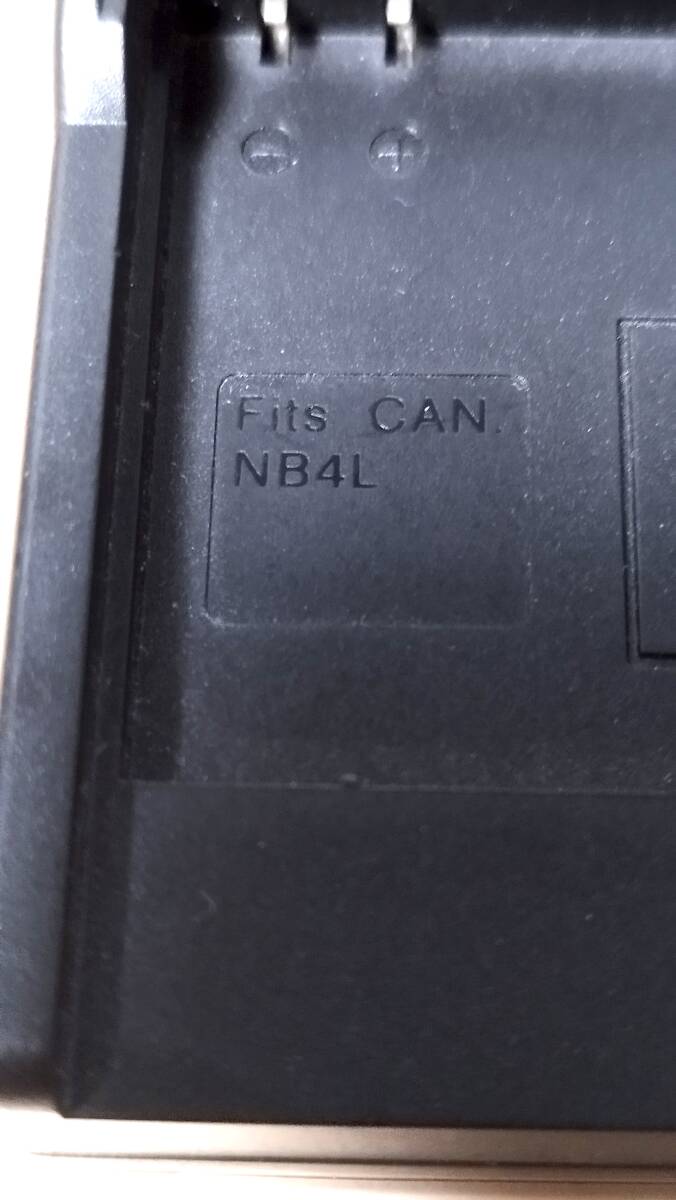 - +
Fits CAN.
NB4L